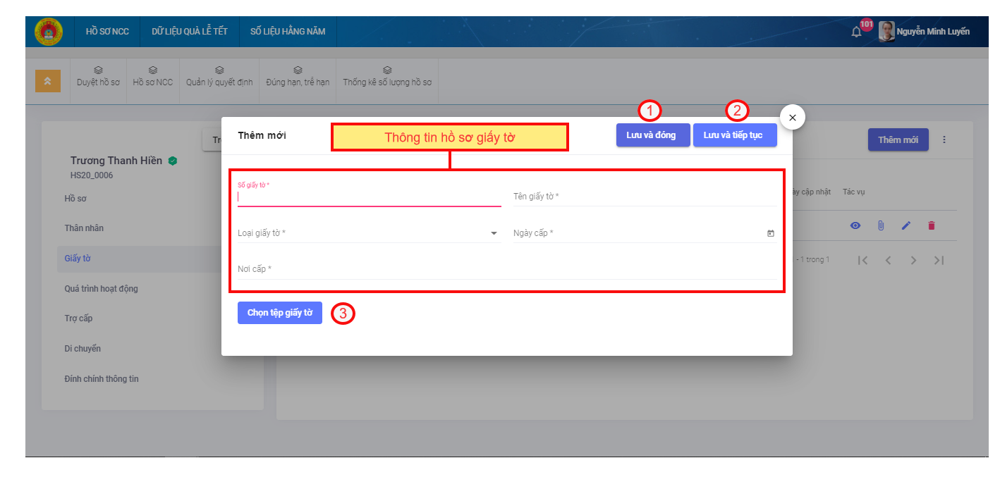 HỒ SƠ NCC DỮ LIỆU QUÀ LỄ TẾT SỐ LIỆU HẰNG NĂM 101 Nguyễn Minh Luyến
Duyệt hồ sơ Hồ sơ NCC Quản lý quyết định Đúng hạn, trễ hạn Thống kê số lượng hồ sơ
1 2
Thêm mới Thông tin hồ sơ giấy tờ Lưu và đóng Lưu và tiếp tục Thêm mới
Trương Thanh Hiền
HS20_0006
Hồ sơ
Thân nhân
Giấy tờ
Quá trình hoạt động
Trợ cấp
Di chuyển
Đính chính thông tin
Số giấy tờ *
Tên giấy tờ *
Loại giấy tờ * Ngày cấp *
Nơi cấp *
Chọn tệp giấy tờ 3
cập nhật Tác vụ
- 1 trong 1